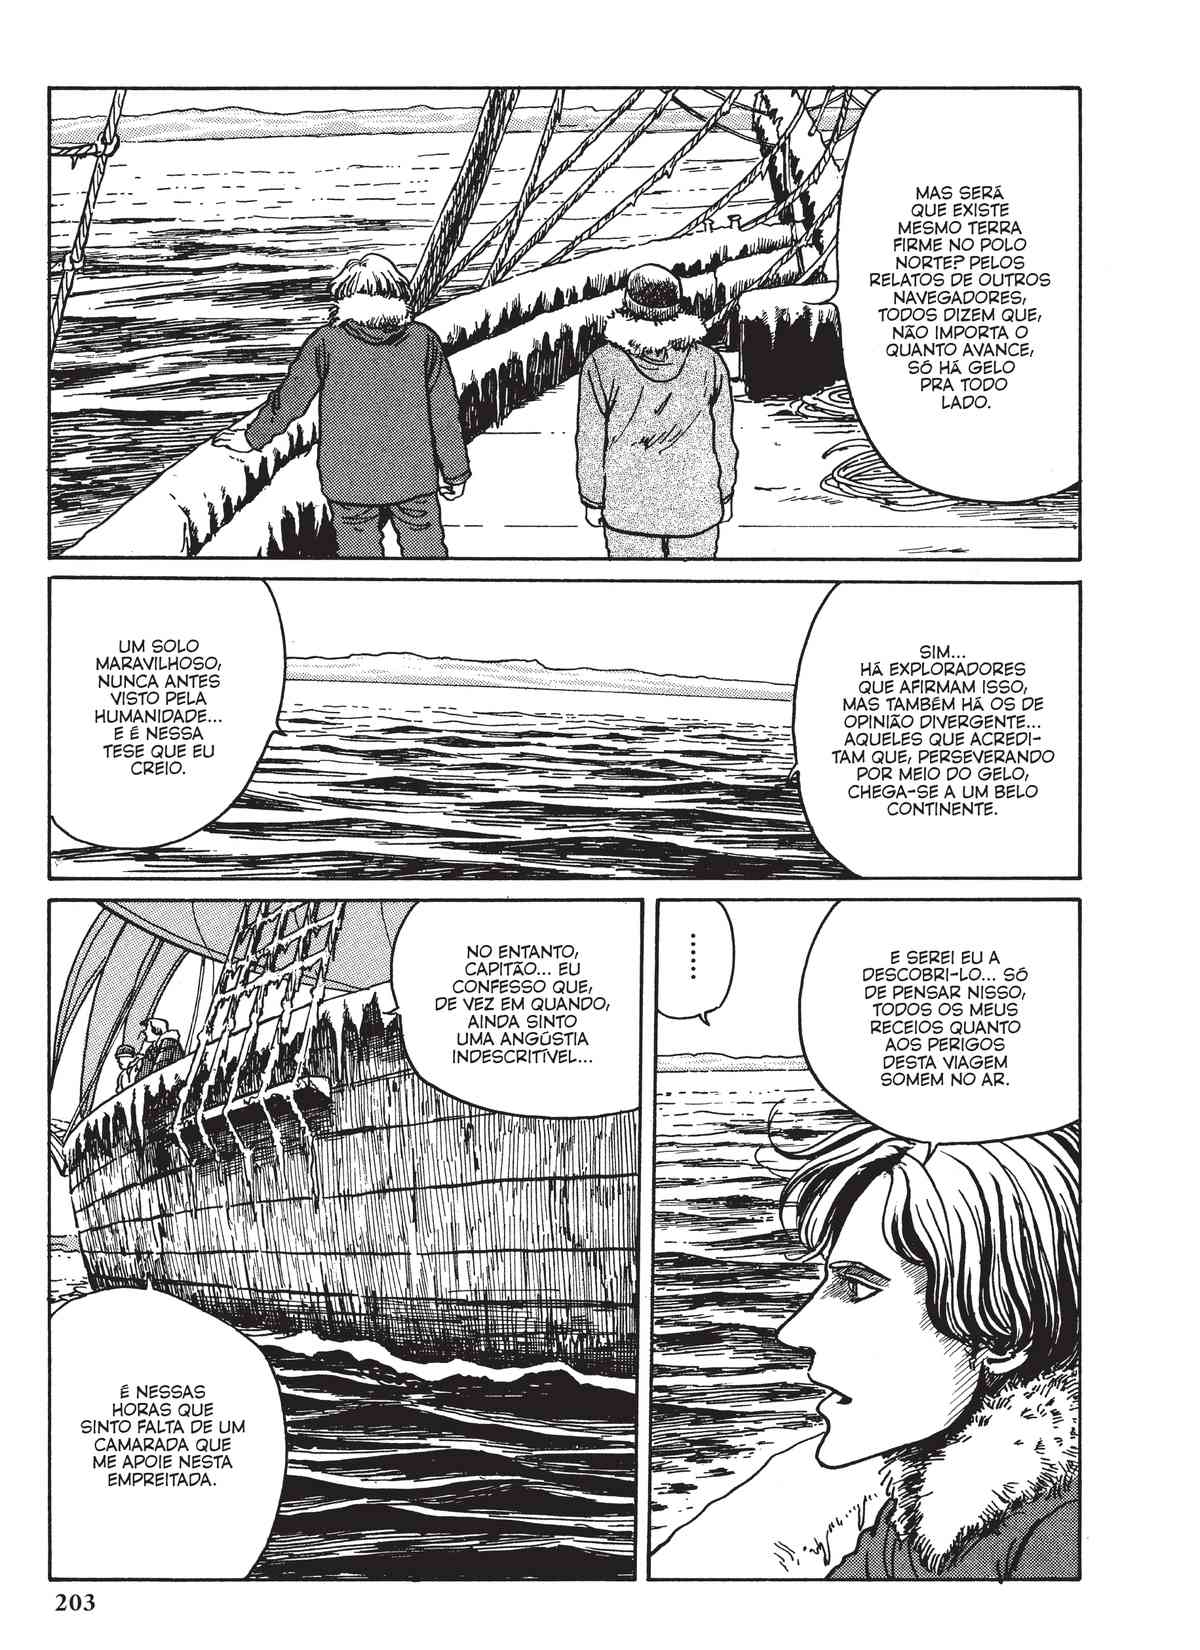 MAS SERÁ
QUE EXISTE
MESMO TERRA
FIRME NO POLO
NORTE? PELOS
RELATOS DE OUTROS
NAVEGADORES,
TODOS DIZEM QUE,
NÃO IMPORTA O
QUANTO AVANCE,
SÓ HÁ GELO
PRA TODO
LADO.
SIM...
HÁ EXPLORADORES
QUE AFIRMAM ISSO,
MAS TAMBÉM HÁ OS DE
OPINIÃO DIVERGENTE...
AQUELES QUE ACREDI-
TAM QUE, PERSEVERANDO
POR MEIO DO GELO,
CHEGA-SE A UM BELO
CONTINENTE.
UM SOLO
MARAVILHOSO,
NUNCA ANTES
VISTO PELA
HUMANIDADE...
E É NESSA
TESE QUE EU
CREIO.
E SEREI EU A
DESCOBRI-LO... SÓ
DE PENSAR NISSO,
TODOS OS MEUS
RECEIOS QUANTO
AOS PERIGOS
DESTA VIAGEM
SOMEM NO AR.
......
NO ENTANTO,
CAPITÃO... EU
CONFESSO QUE,
DE VEZ EM QUANDO,
AINDA SINTO
UMA ANGÚSTIA
INDESCRITÍVEL...
É NESSAS
HORAS QUE
SINTO FALTA DE UM
CAMARADA QUE
ME APOIE NESTA
EMPREITADA.
203